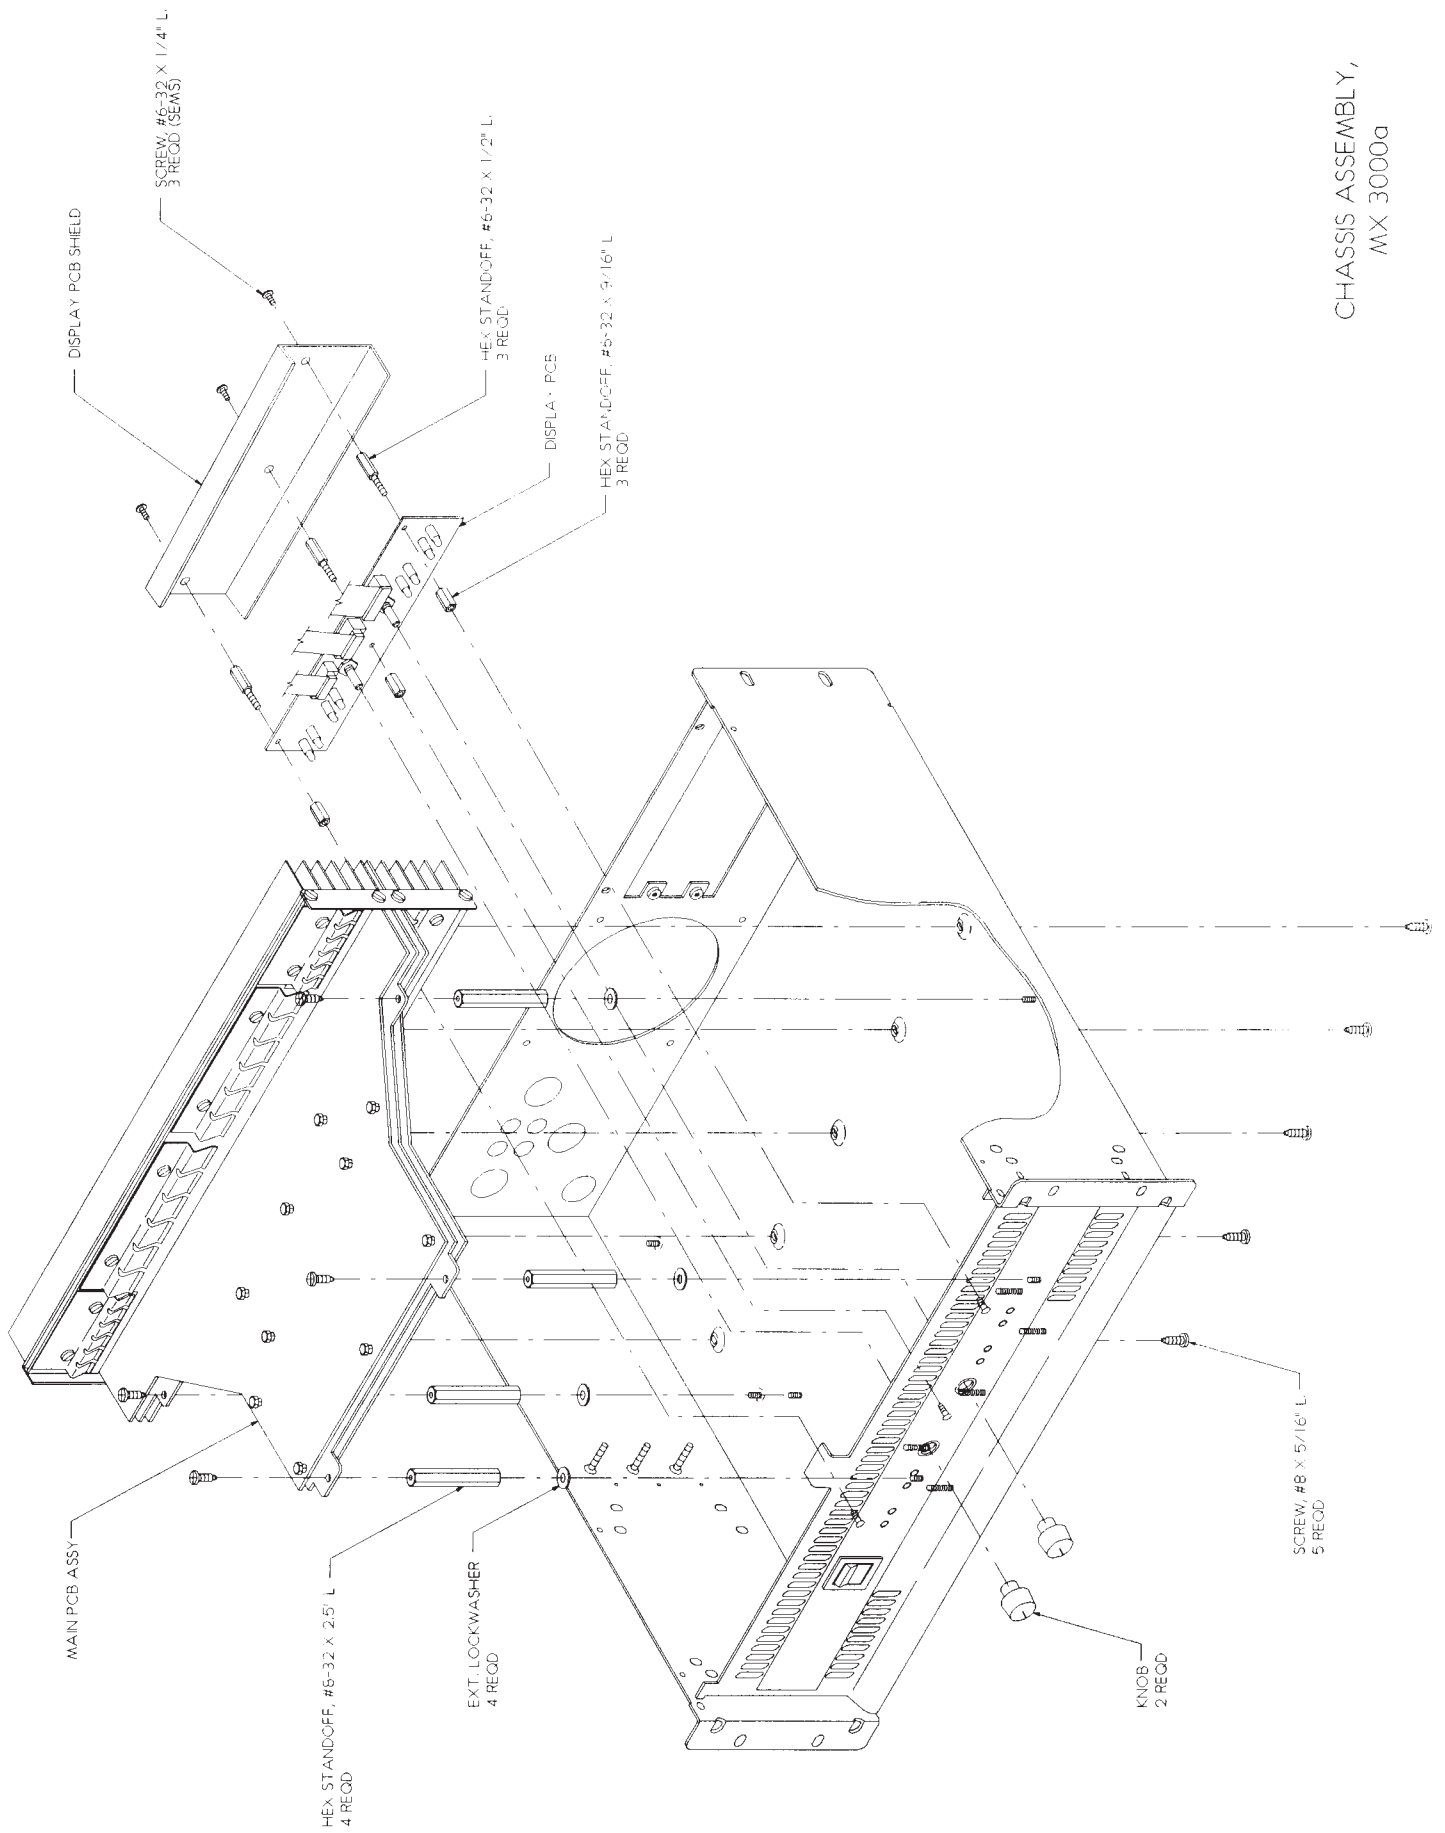 SCREW, #6-32 X 1/4" L.
3 REQD (SEMS)
DISPLAY PCB SHIELD
HEX STANDOFF, #6-32 X 1/2" L.
3 REQD
DISPLAY PCB
HEX STANDOFF, #6-32 X 9/16" L
3 REQD
MAIN PCB ASSY
HEX STANDOFF, #8-32 X 2.5" L
4 REQD
EXT. LOCKWASHER
4 REQD
KNOB
2 REQD
SCREW, #8 X 5/16" L.
5 REQD
CHASSIS ASSEMBLY,
MX 3000a